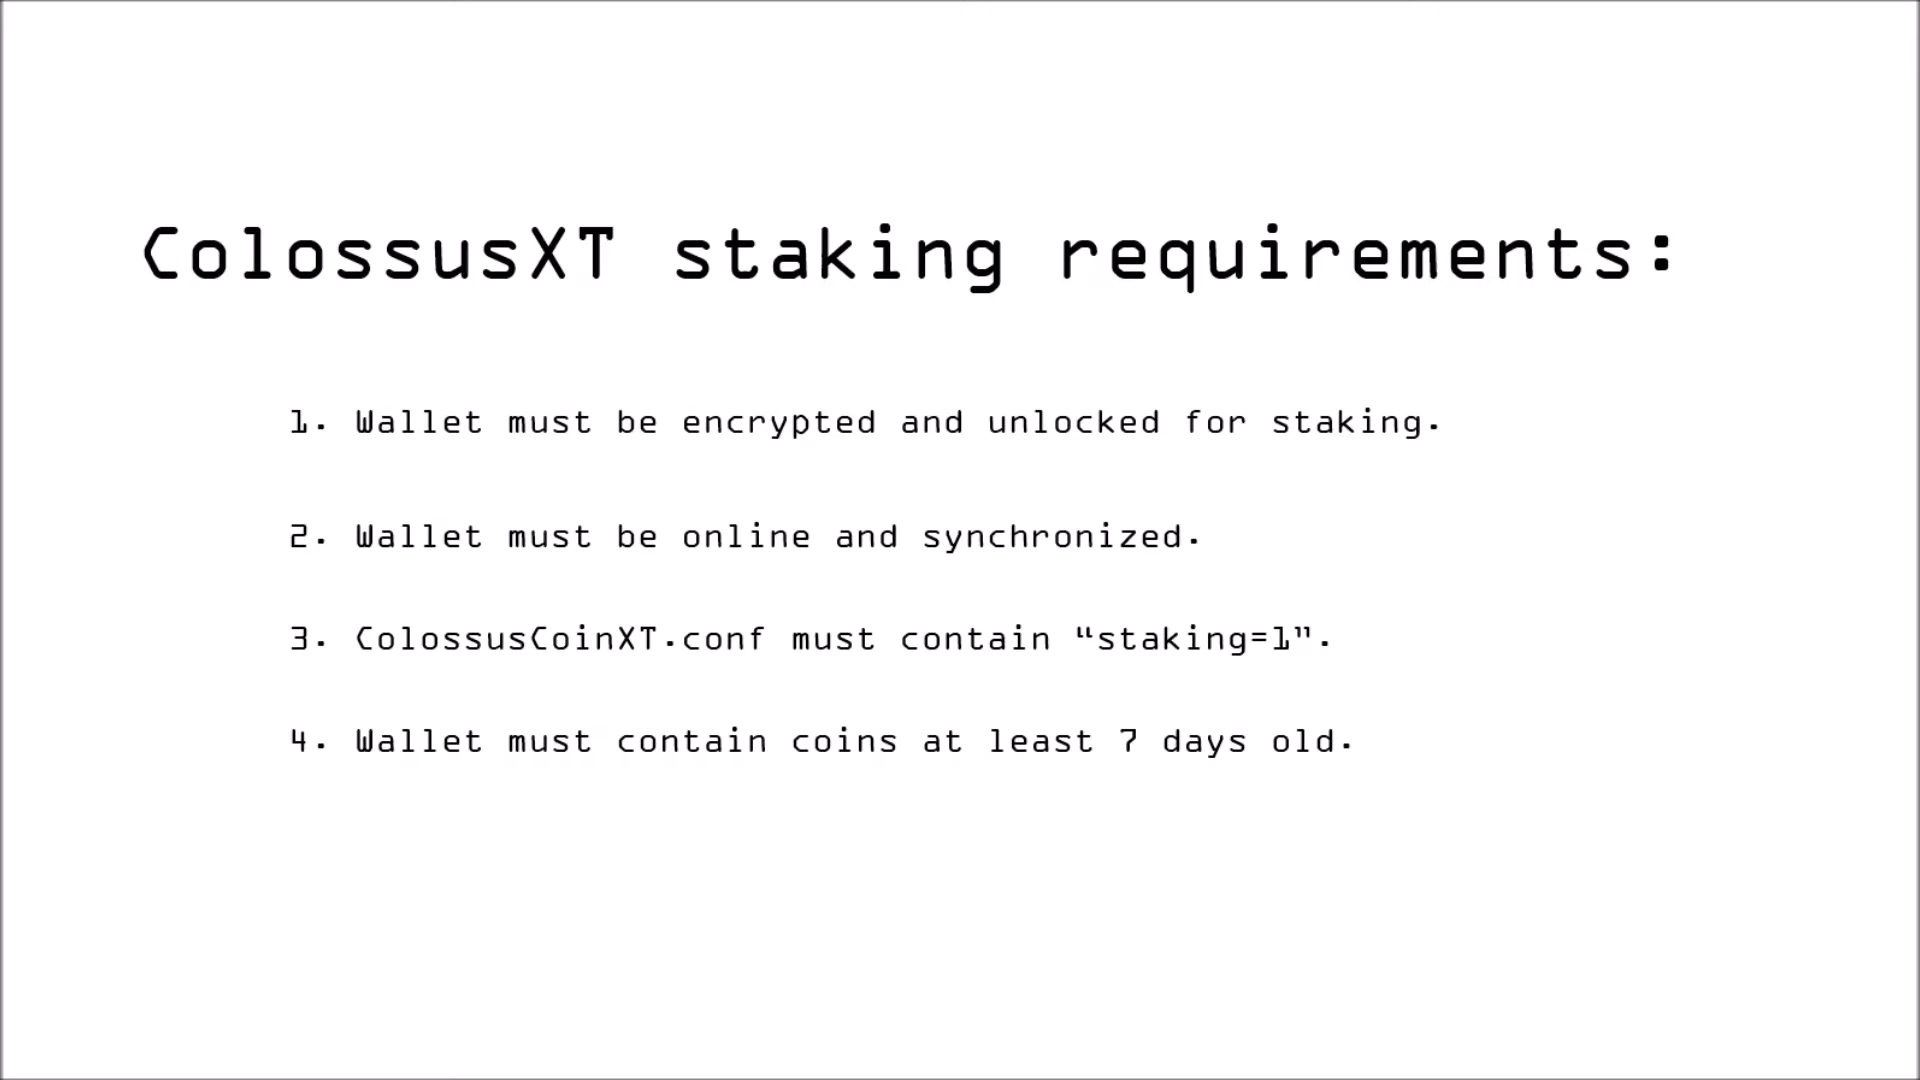 ColossusXT staking requirements:
1. Wallet must be encrypted and unlocked for staking.
2. Wallet must be online and synchronized.
3. ColossusCoinXT.conf must contain “staking=1”.
4. Wallet must contain coins at least 7 days old.